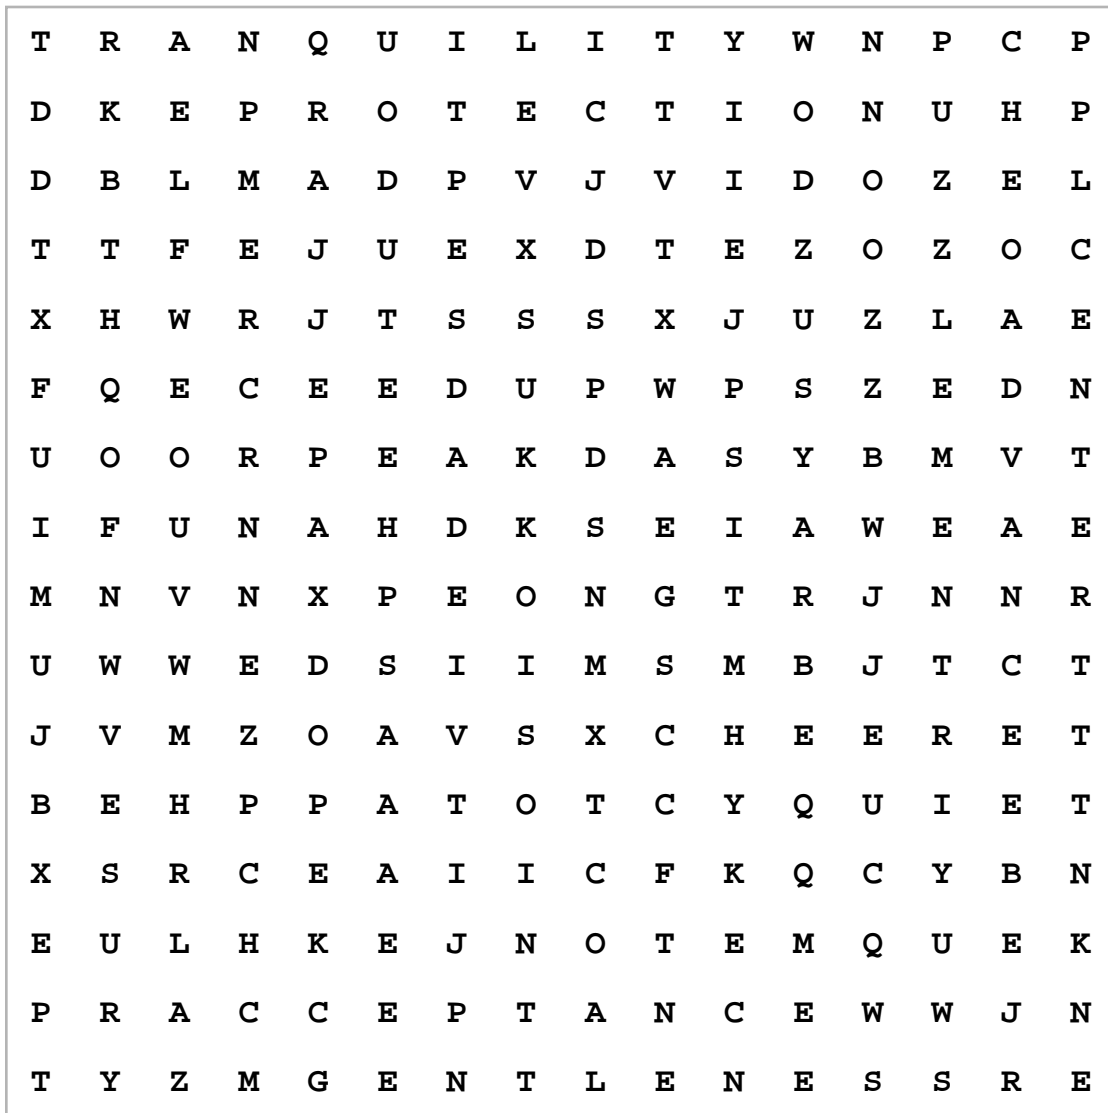 T R A N Q U I L I T Y W N P C P
D K E P R O T E C T I O N U H P
D B L M A D P V J V I D O Z E L
T T F E J U E X D T E Z O Z O C
X H W R J T S S S X J U Z L A E
F Q E C E E D U P W P S Z E D N
U O O R P E A K D A S Y B M V T
I F U N A H D K S E I A W E A E
M N V N X P E O N G T R J N N R
U W W E D S I I M S M B J T C T
J V M Z O A V S X C H E E R E T
B E H P P A T O T C Y Q U I E T
X S R C E A I I C F K Q C Y B N
E U L H K E J N O T E M Q U E K
P R A C C E P T A N C E W W J N
T Y Z M G E N T L E N E S S R E